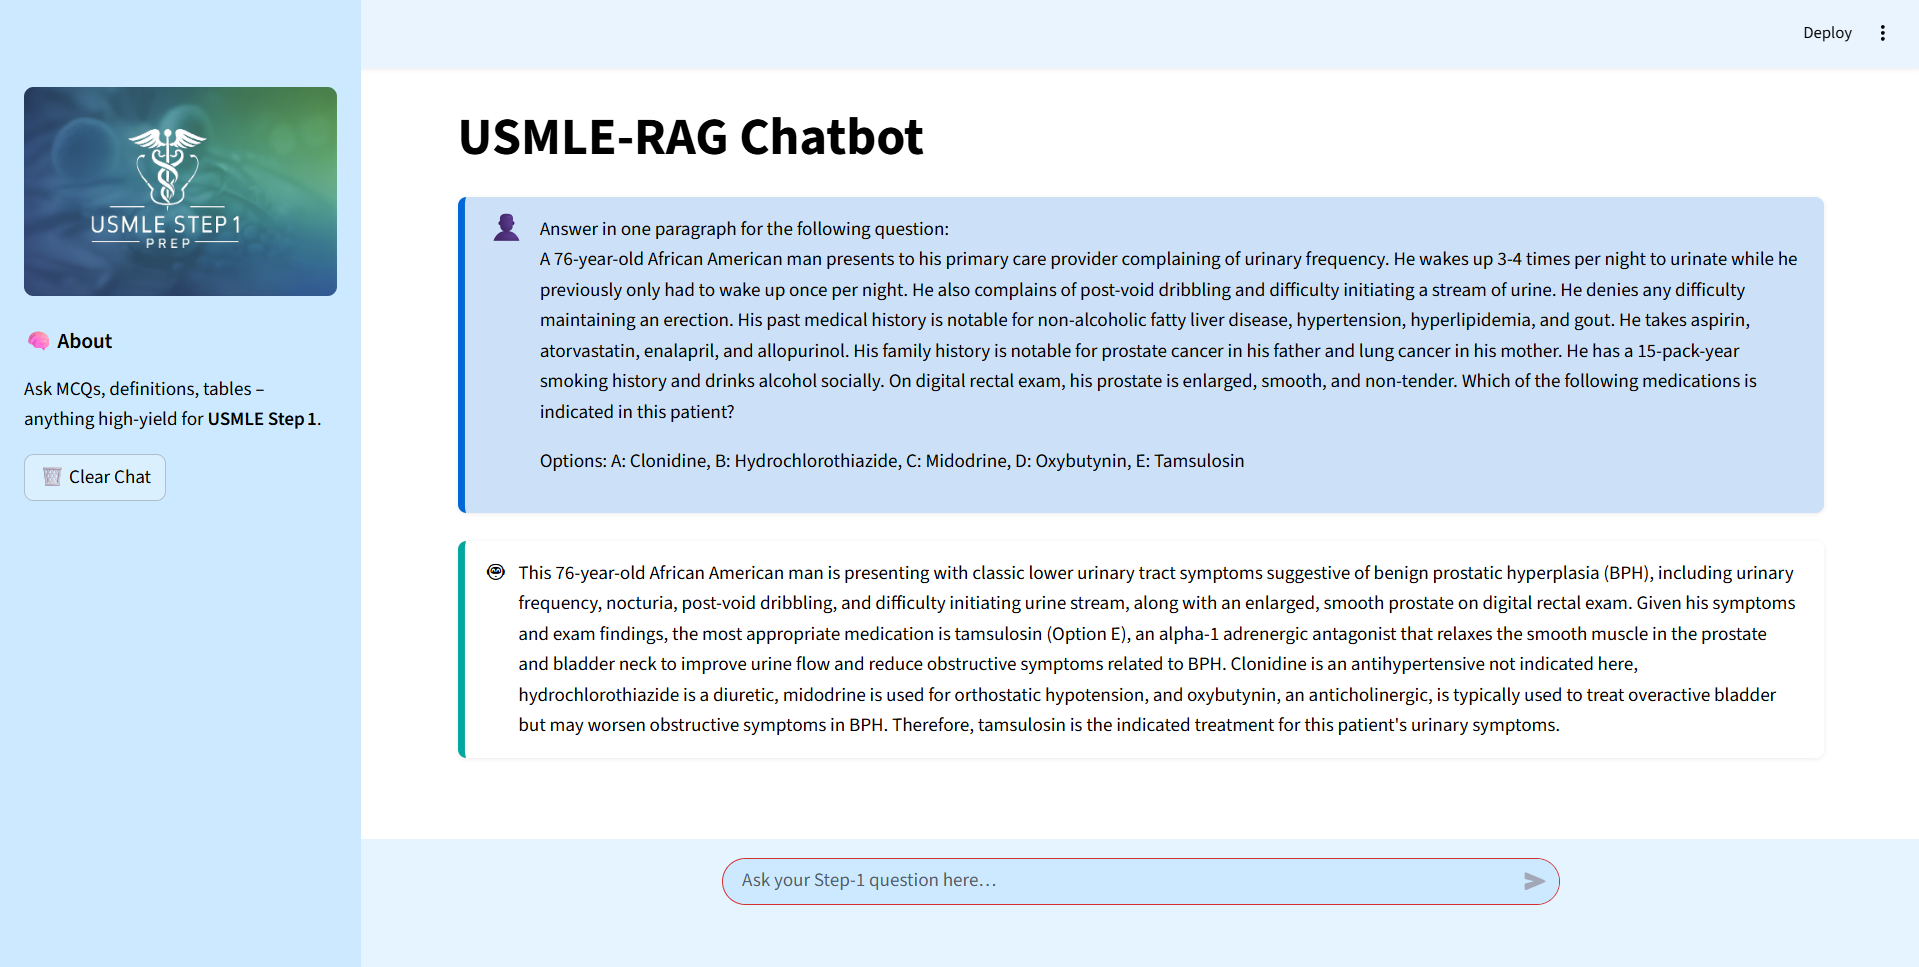 Deploy
USMLE STEP 1
PREP
About
Ask MCQs, definitions, tables –
anything high-yield for USMLE Step 1.
Clear Chat
USMLE-RAG Chatbot
Answer in one paragraph for the following question:
A 76-year-old African American man presents to his primary care provider complaining of urinary frequency. He wakes up 3-4 times per night to urinate while he
previously only had to wake up once per night. He also complains of post-void dribbling and difficulty initiating a stream of urine. He denies any difficulty
maintaining an erection. His past medical history is notable for non-alcoholic fatty liver disease, hypertension, hyperlipidemia, and gout. He takes aspirin,
atorvastatin, enalapril, and allopurinol. His family history is notable for prostate cancer in his father and lung cancer in his mother. He has a 15-pack-year
smoking history and drinks alcohol socially. On digital rectal exam, his prostate is enlarged, smooth, and non-tender. Which of the following medications is
indicated in this patient?
Options: A: Clonidine, B: Hydrochlorothiazide, C: Midodrine, D: Oxybutynin, E: Tamsulosin
This 76-year-old African American man is presenting with classic lower urinary tract symptoms suggestive of benign prostatic hyperplasia (BPH), including urinary
frequency, nocturia, post-void dribbling, and difficulty initiating urine stream, along with an enlarged, smooth prostate on digital rectal exam. Given his symptoms
and exam findings, the most appropriate medication is tamsulosin (Option E), an alpha-1 adrenergic antagonist that relaxes the smooth muscle in the prostate
and bladder neck to improve urine flow and reduce obstructive symptoms related to BPH. Clonidine is an antihypertensive not indicated here,
hydrochlorothiazide is a diuretic, midodrine is used for orthostatic hypotension, and oxybutynin, an anticholinergic, is typically used to treat overactive bladder
but may worsen obstructive symptoms in BPH. Therefore, tamsulosin is the indicated treatment for this patient's urinary symptoms.
Ask your Step-1 question here…